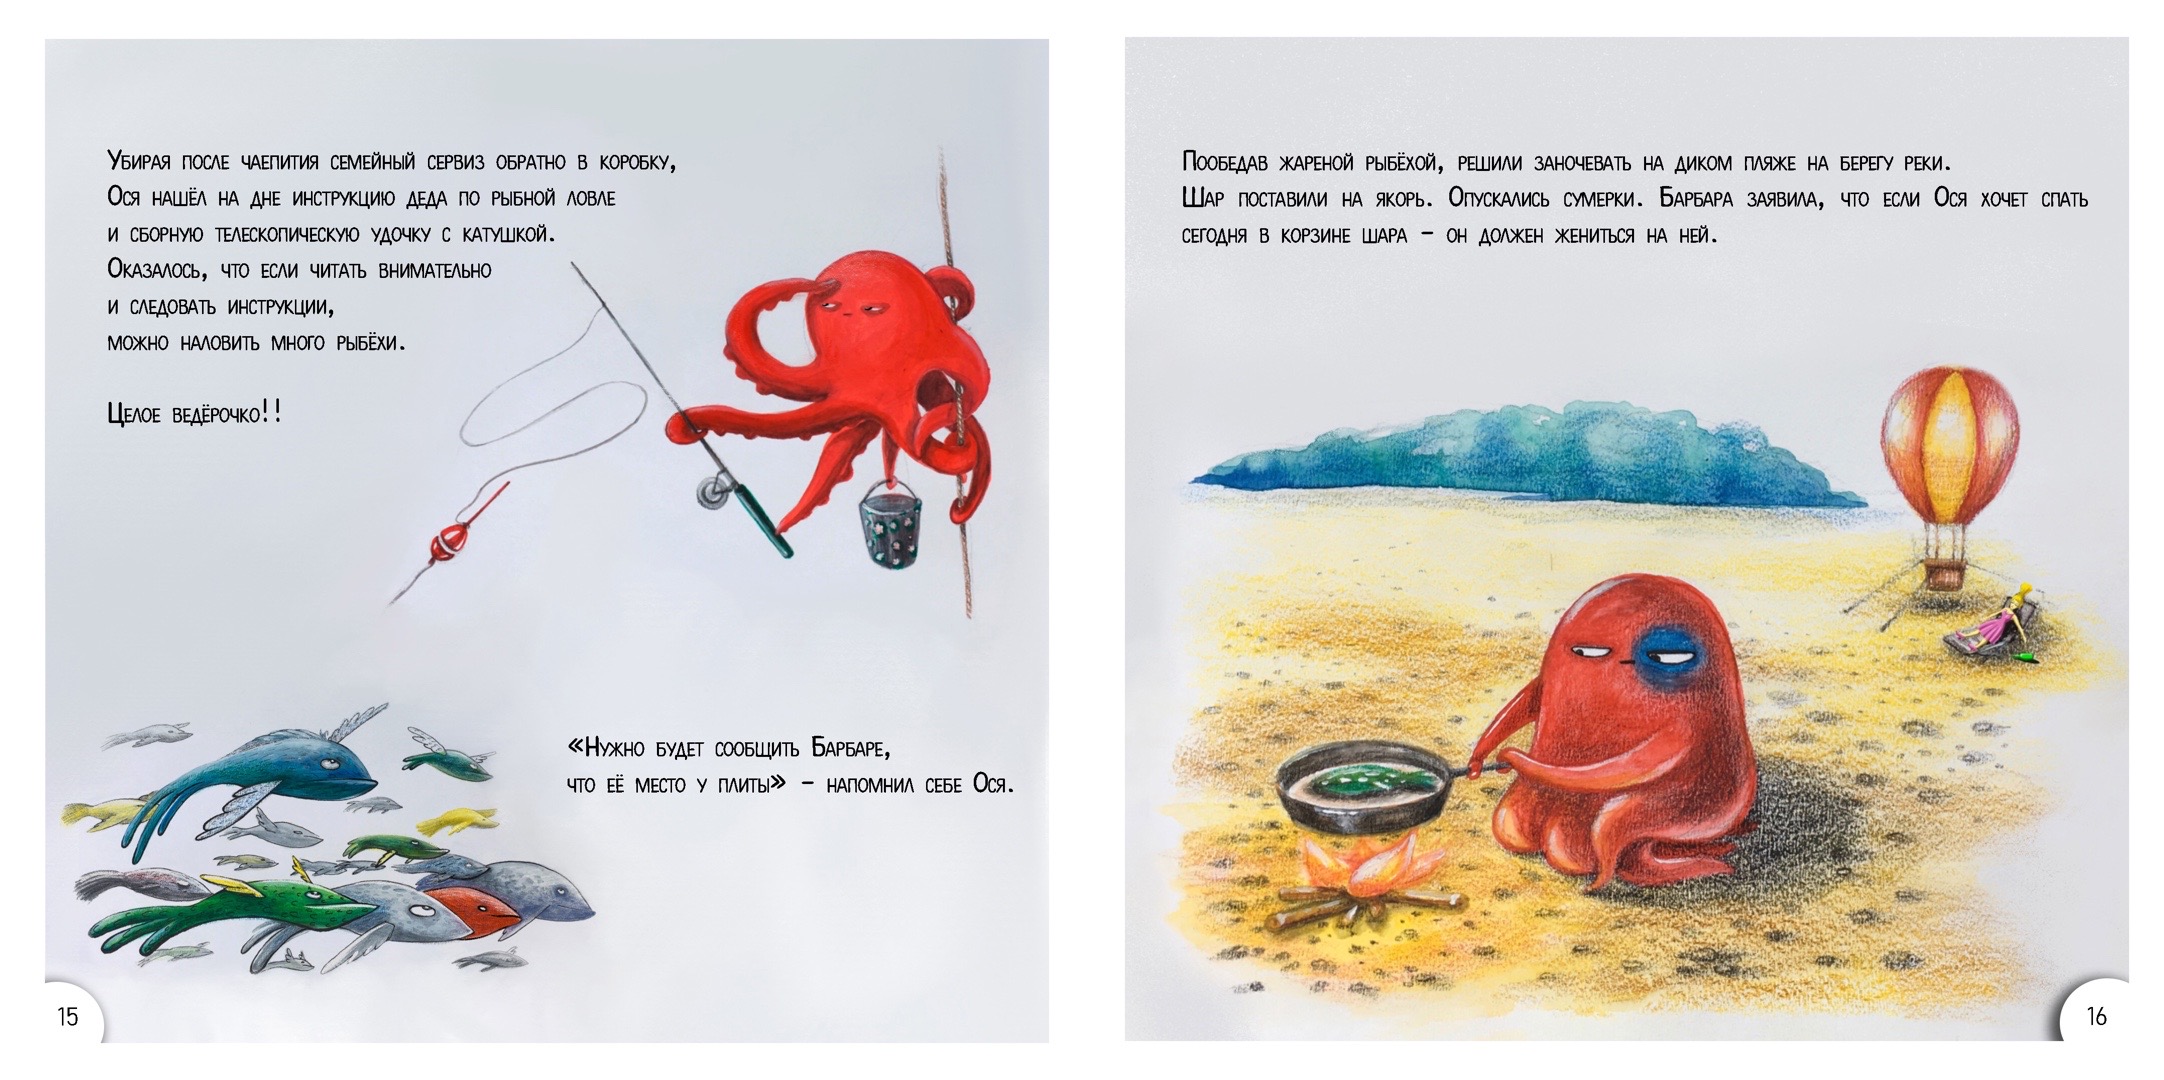 Убирая после чаепития семейный сервиз обратно в коробку,
Ося нашёл на дне инструкцию деда по рыбной ловле
и сборную телескопическую удочку с катушкой.
Оказалось, что если читать внимательно
и следовать инструкции,
можно наловить много рыбёхи.
Целое ведёрочко!!
«Нужно будет сообщить Барбаре,
что её место у плиты» – напомнил себе Ося.
15
Пообедав жареной рыбёхой, решили заночевать на диком пляже на берегу реки.
Шар поставили на якорь. Опускались сумерки. Барбара заявила, что если Ося хочет спать
сегодня в корзине шара – он должен жениться на ней.
16